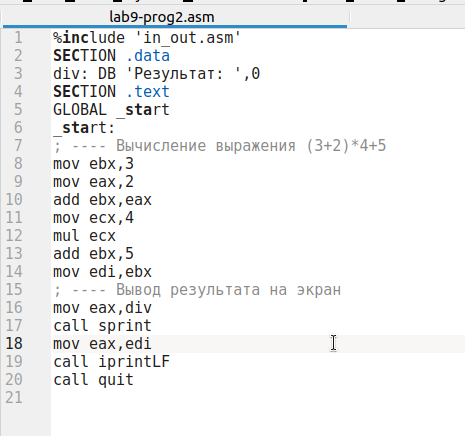 lab9-prog2.asm
1 %include 'in_out.asm'
2 SECTION .data
3 div: DB 'Результат: ',0
4 SECTION .text
5 GLOBAL _start
6 _start:
7 ; ---- Вычисление выражения (3+2)*4+5
8 mov ebx,3
9 mov eax,2
10 add ebx,eax
11 mov ecx,4
12 mul ecx
13 add ebx,5
14 mov edi,ebx
15 ; ---- Вывод результата на экран
16 mov eax,div
17 call sprint
18 mov eax,edi
19 call iprintLF
20 call quit
21